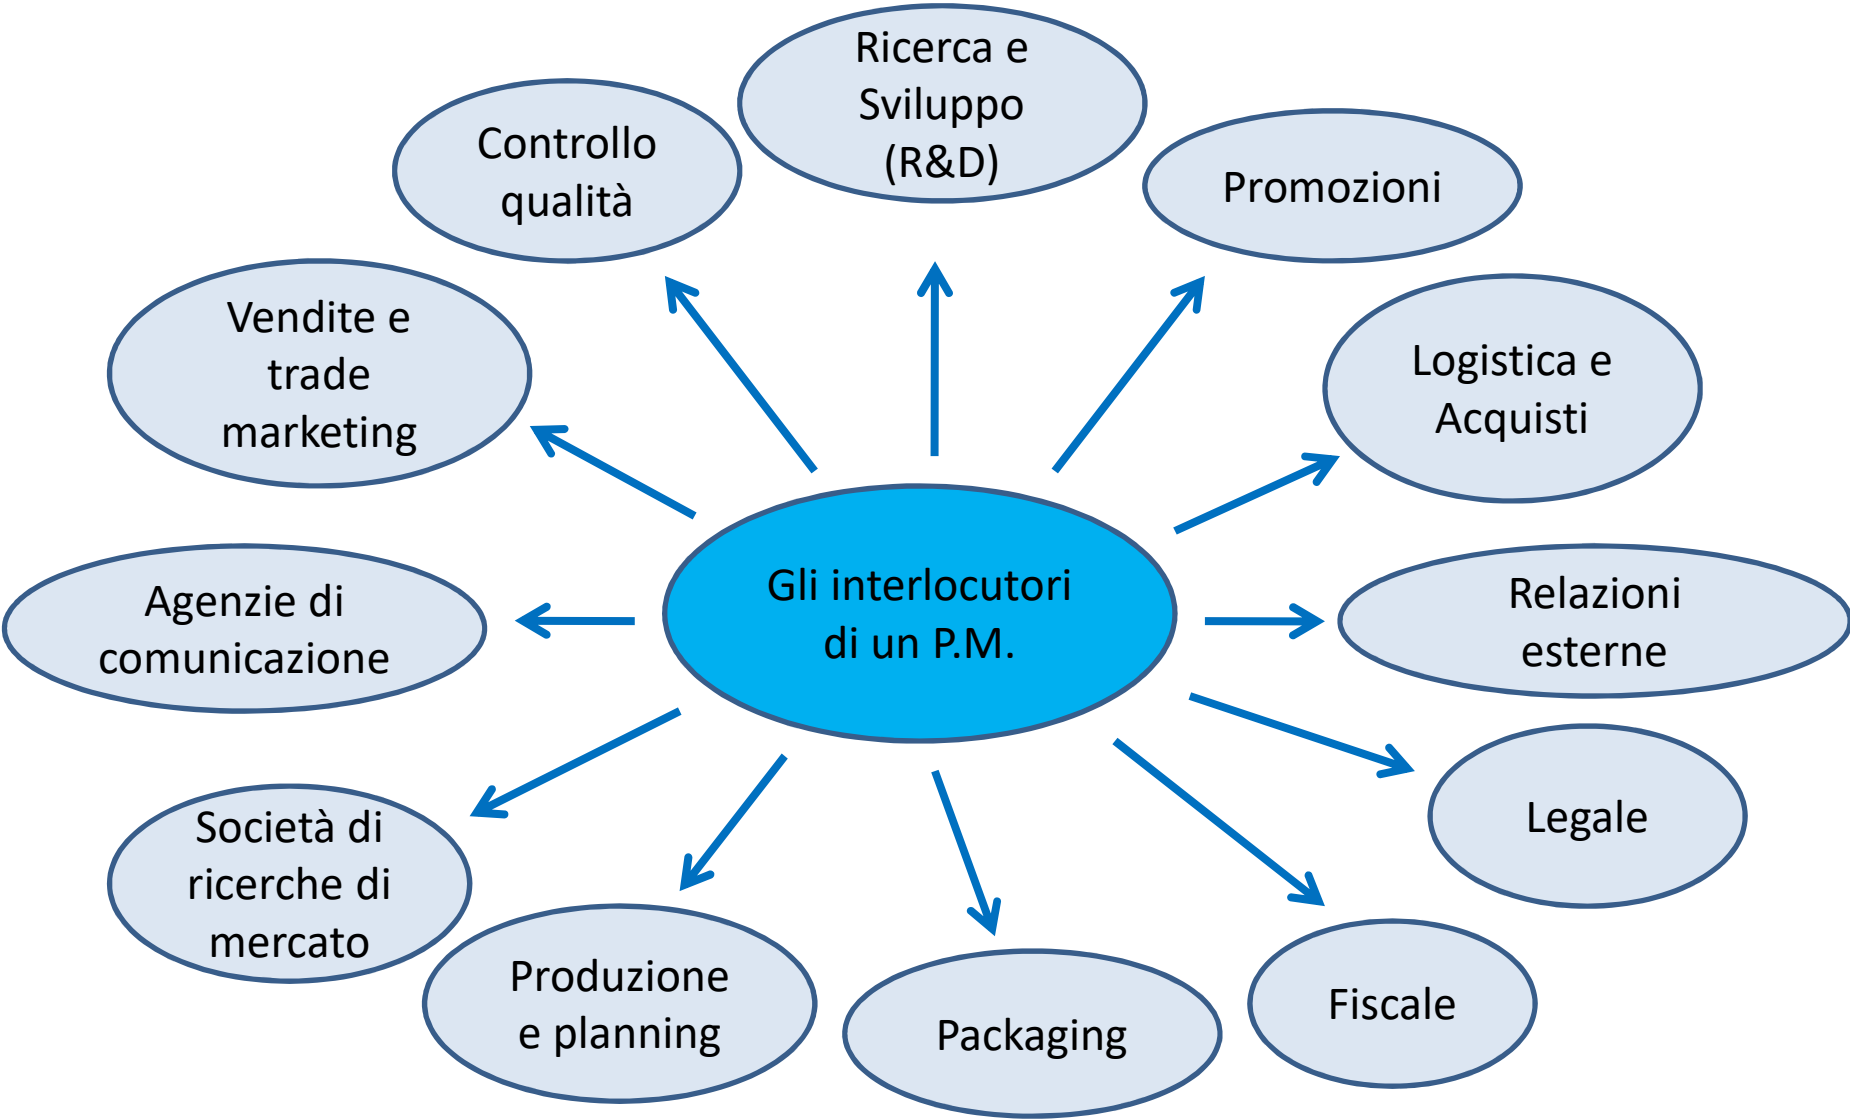 Ricerca e
Sviluppo
(R&D)
Controllo
qualità
Promozioni
Vendite e
trade
marketing
Logistica e
Acquisti
Gli interlocutori
di un P.M.
Agenzie di
comunicazione
Relazioni
esterne
Legale
Società di
ricerche di
mercato
Produzione
e planning
Packaging
Fiscale